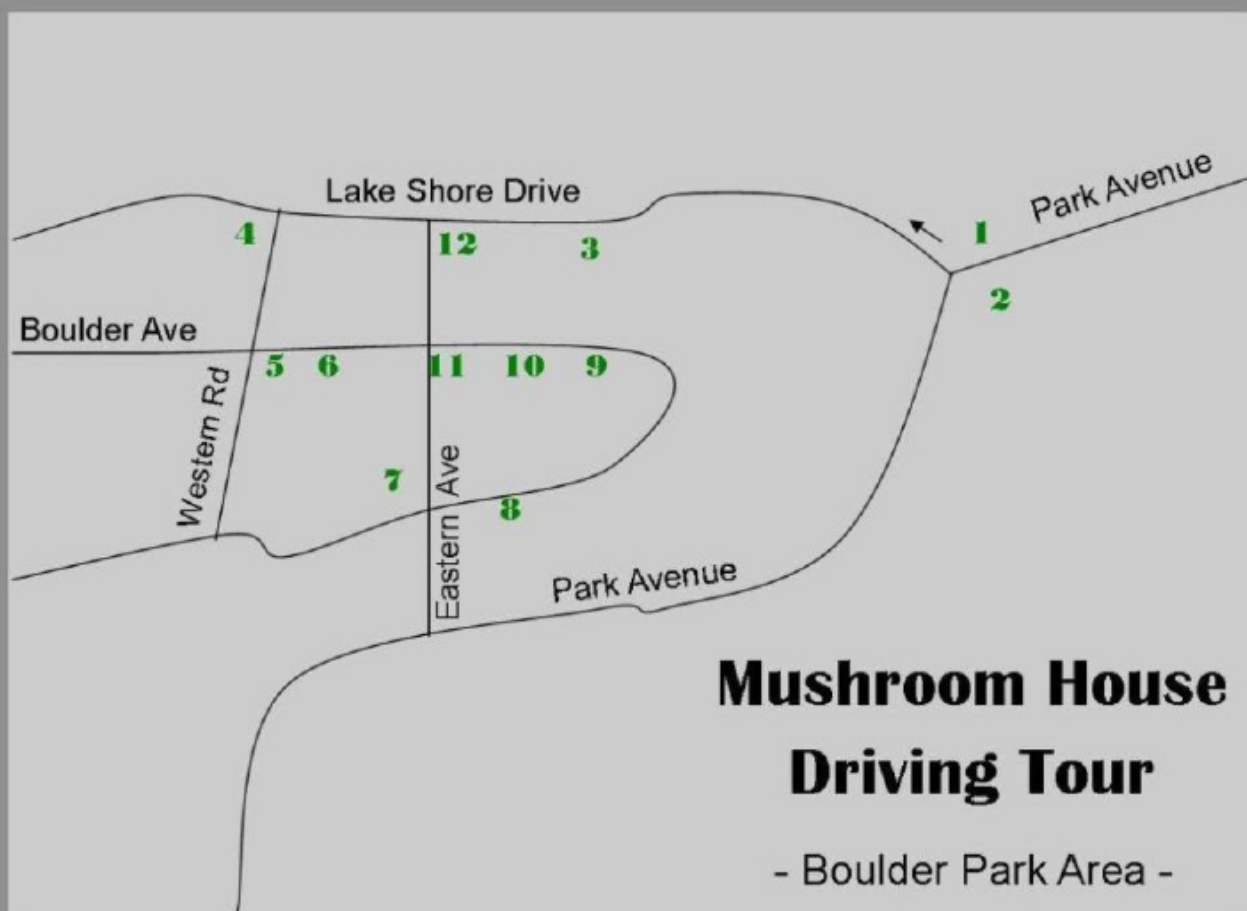 Park Avenue
Lake Shore Drive
1
4
12
3
2
Boulder Ave
5
6
11
10
9
Western Rd
7
Eastern Ave
8
Park Avenue
Mushroom House
Driving Tour
- Boulder Park Area -